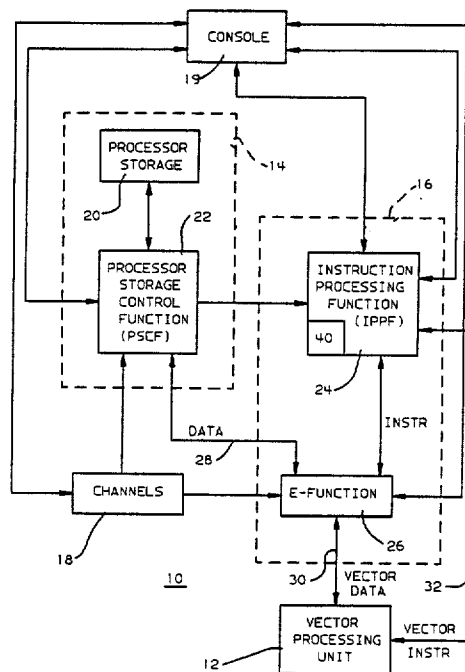 CONSOLE
19
14
PROCESSOR
STORAGE
20
22
16
PROCESSOR
STORAGE
CONTROL
FUNCTION
(PSCF)
INSTRUCTION
PROCESSING
FUNCTION
(IPPF)
40
24
DATA
28
INSTR
CHANNELS
18
E-FUNCTION
26
10
30
VECTOR
DATA
32
VECTOR
PROCESSING
UNIT
12
VECTOR
INSTR